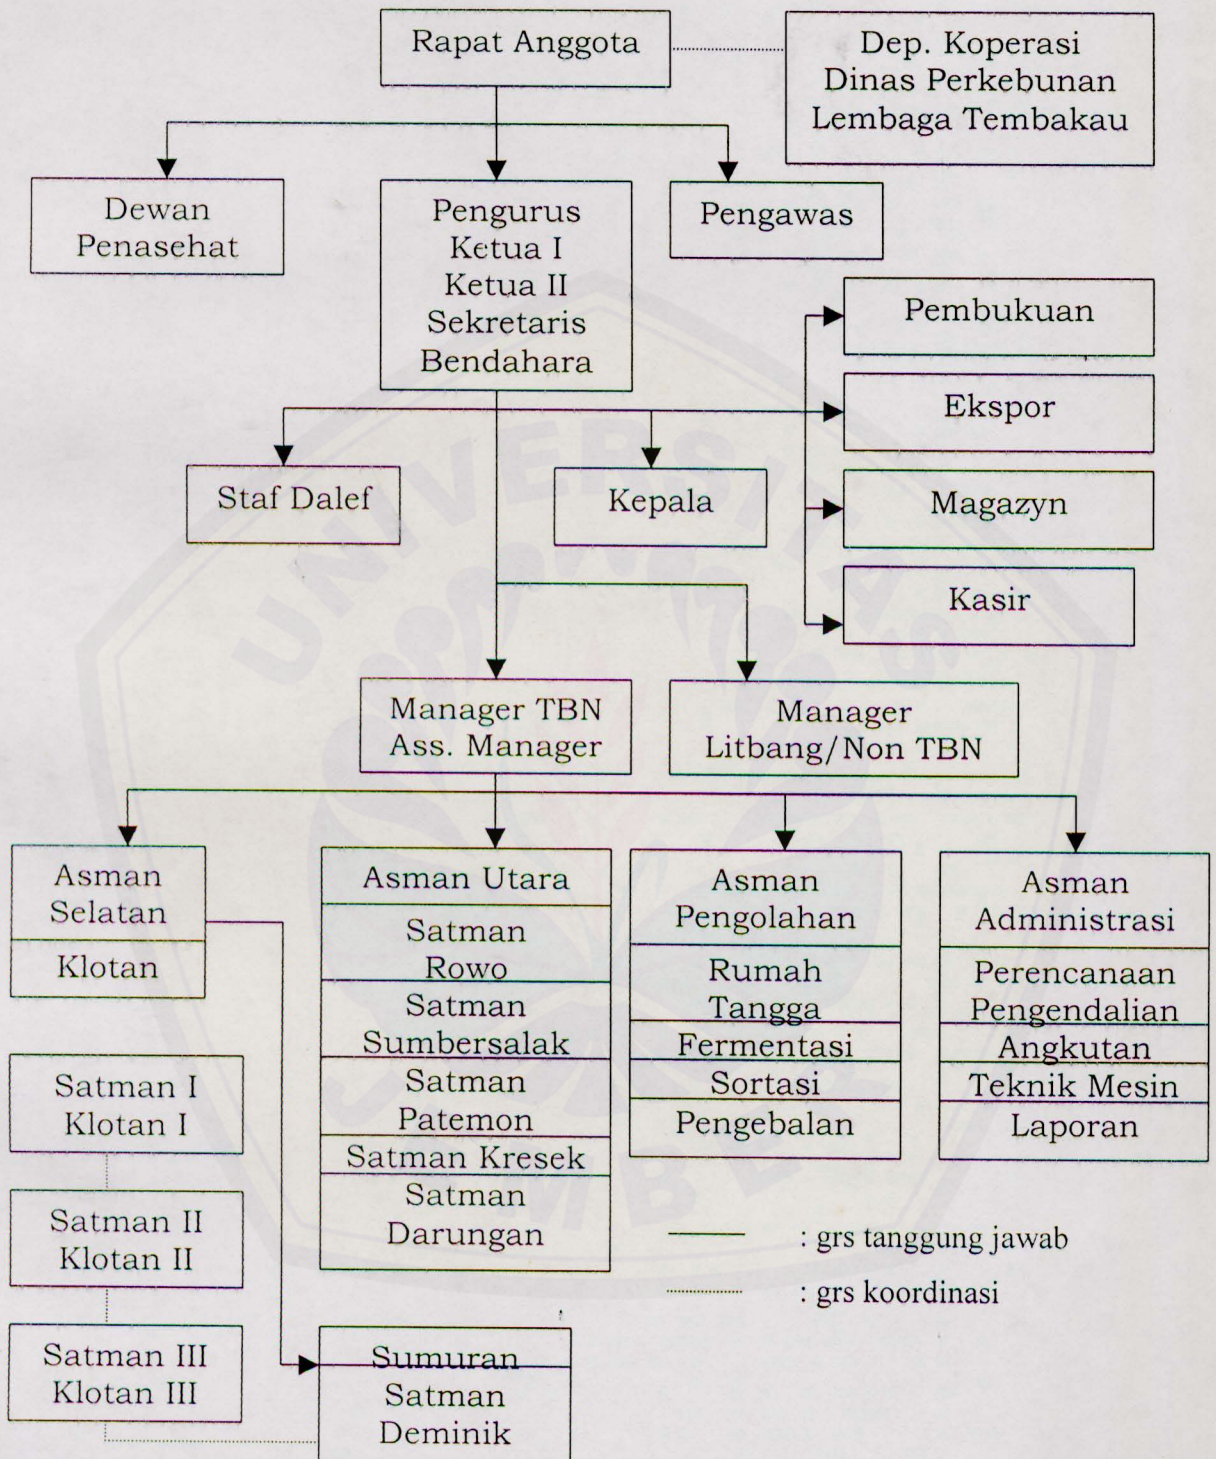 Rapat Anggota
Dep. Koperasi
Dinas Perkebunan
Lembaga Tembakau
Dewan
Penasehat
Pengurus
Ketua I
Ketua II
Sekretaris
Bendahara
Pengawas
Pembukuan
Ekspor
Magazyn
Kasir
Staf Dalef
Kepala
Manager TBN
Ass. Manager
Manager
Litbang/Non TBN
Asman
Selatan
Klotan
Asman Utara
Satman
Rowo
Satman
Sumbersalak
Satman
Patemon
Satman Kresek
Satman
Darungan
Asman
Pengolahan
Rumah
Tangga
Fermentasi
Sortasi
Pengebalan
Asman
Administrasi
Perencanaan
Pengendalian
Angkutan
Teknik Mesin
Laporan
Satman I
Klotan I
Satman II
Klotan II
Satman III
Klotan III
Sumuran
Satman
Deminik
: grs tanggung jawab
: grs koordinasi
UNIVERSITAS
JEMBER